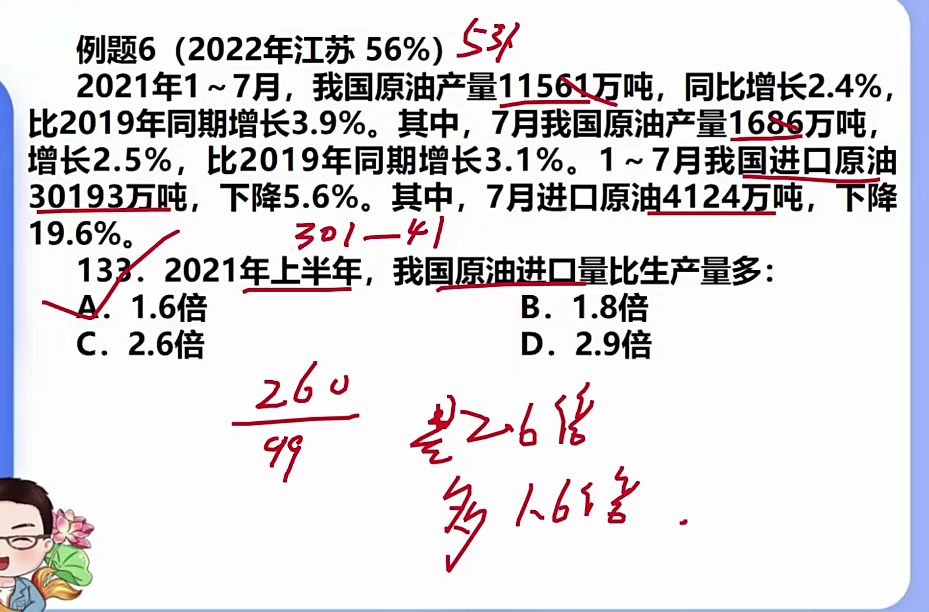 例题6（2022年江苏 56%）53%
2021年1～7月，我国原油产量11561万吨，同比增长2.4%，
比2019年同期增长3.9%。其中，7月我国原油产量1686万吨，
增长2.5%，比2019年同期增长3.1%。1～7月我国进口原油
30193万吨，下降5.6%。其中，7月进口原油4124万吨，下降
19.6%。
301—41
133．2021年上半年，我国原油进口量比生产量多：
A．1.6倍 B．1.8倍
C．2.6倍 D．2.9倍
260
99
是2.6倍
多1.6倍.